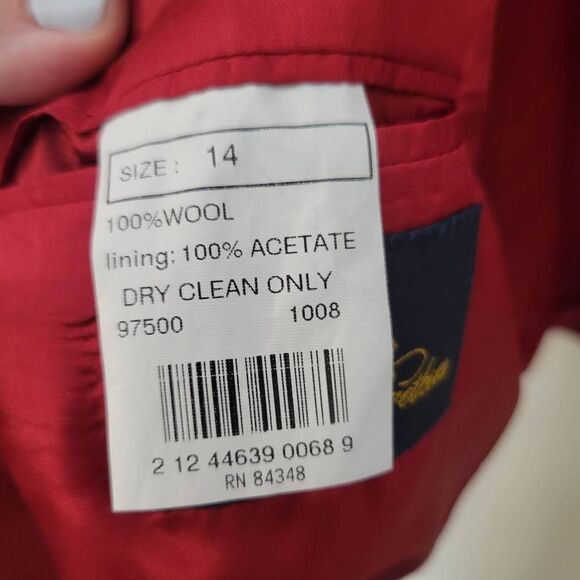 SIZE: 14
100%WOOL
lining: 100% ACETATE
DRY CLEAN ONLY
97500 1008
2 12 44639 0068 9
RN 84348